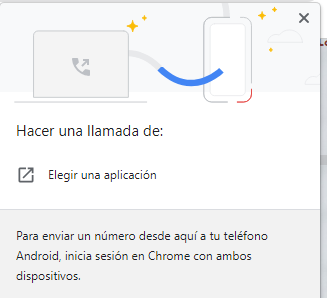 Hacer una llamada de:
Elegir una aplicación
Para enviar un número desde aquí a tu teléfono
Android, inicia sesión en Chrome con ambos
dispositivos.